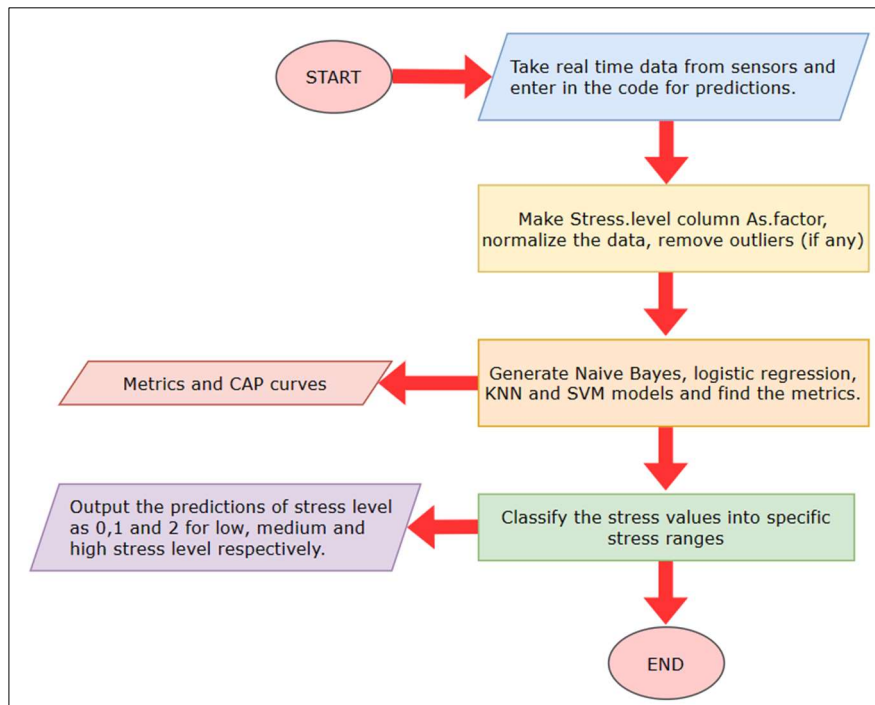 START
Take real time data from sensors and
enter in the code for predictions.
Make Stress.level column As.factor,
normalize the data, remove outliers (if any)
Generate Naive Bayes, logistic regression,
KNN and SVM models and find the metrics.
Metrics and CAP curves
Classify the stress values into specific
stress ranges
Output the predictions of stress level
as 0,1 and 2 for low, medium and
high stress level respectively.
END